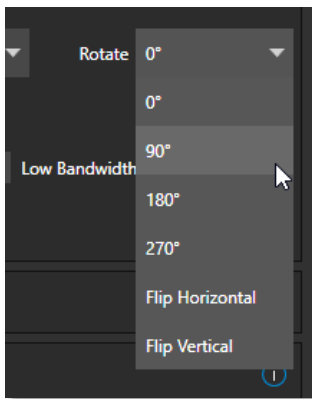 Rotate 0°
0°
90°
Low Bandwidth
180°
270°
Flip Horizontal
Flip Vertical